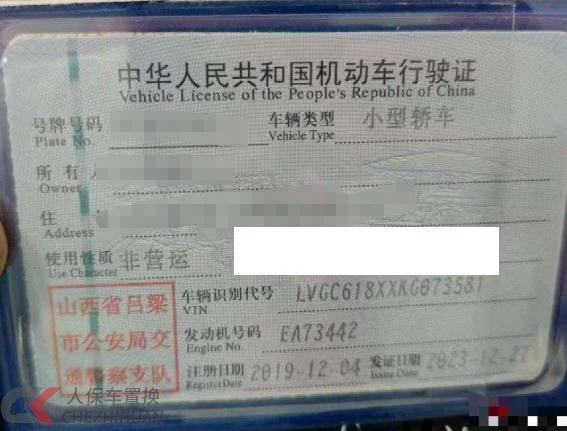 中华人民共和国机动车行驶证
Vehicle License of the People's Republic of China
号牌号码
Plate No.
车辆类型 小型轿车
Vehicle Type
所有人
Owner
住
Address
使用性质 非营运
Use Character
山西省吕梁
市公安局交
通警察支队
车辆识别代号 LVGC618XXKG073581
VIN
发动机号码 EA73442
Engine No.
注册日期 2019-12-04 发证日期
Register Date Issue Date
人保车置换
CHEZHIHUAN